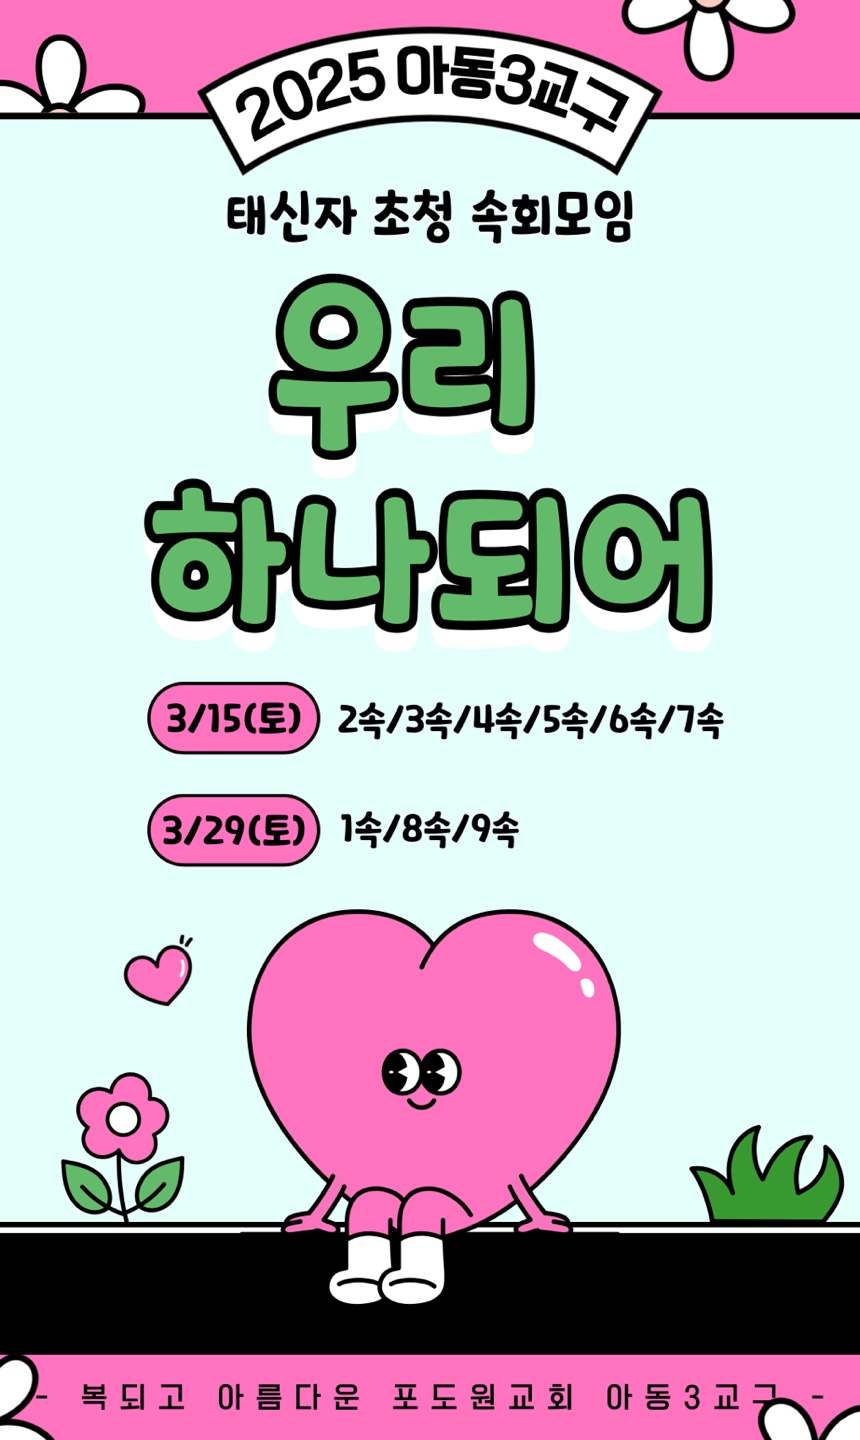 2025 아동3교구
태신자 초청 속회모임
우리
하나되어
3/15(토) 2속/3속/4속/5속/6속/7속
3/29(토) 1속/8속/9속
- 복되고 아름다운 포도원교회 아동3교구 -